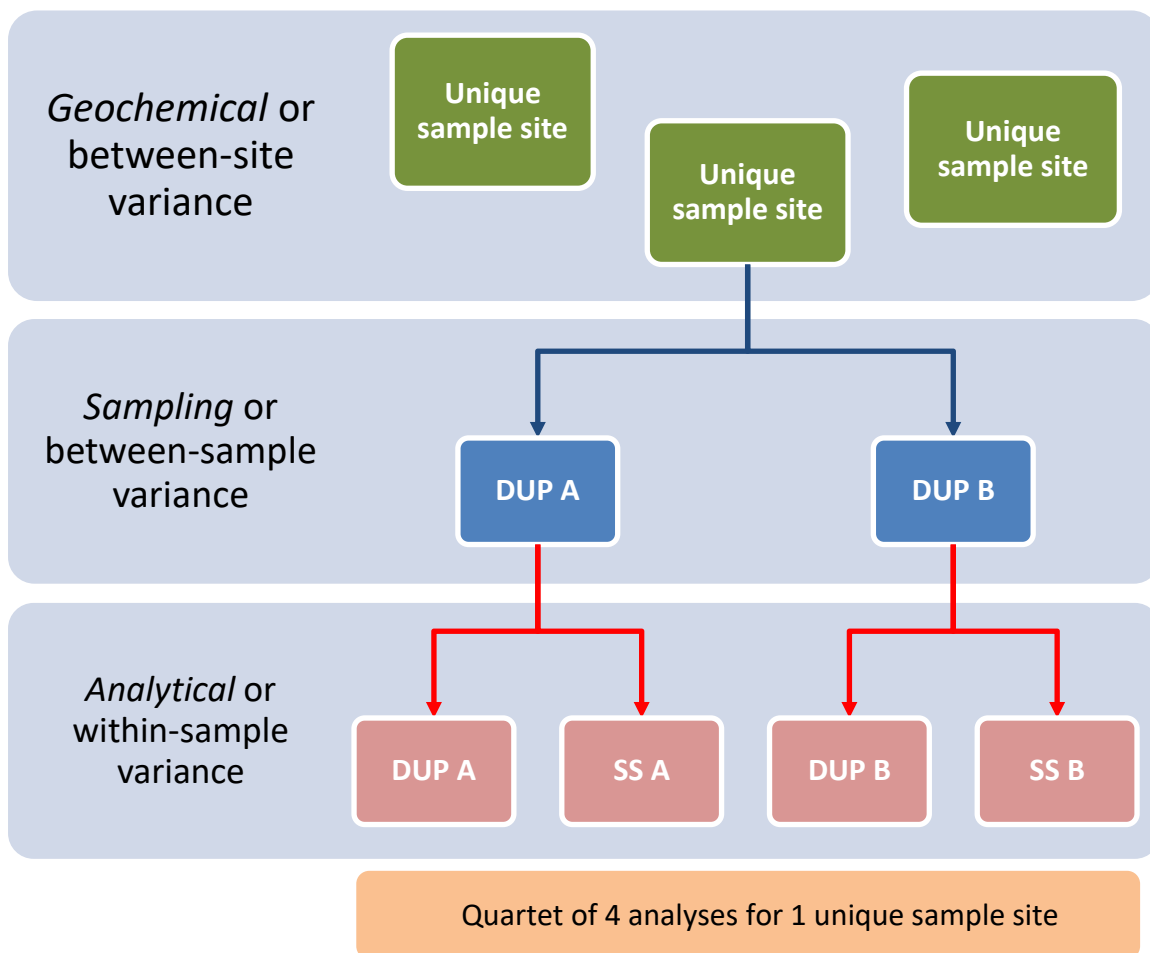 Geochemical or
between-site
variance
Unique
sample site
Unique
sample site
Unique
sample site
Sampling or
between-sample
variance
DUP A
DUP B
Analytical or
within-sample
variance
DUP A
SS A
DUP B
SS B
Quartet of 4 analyses for 1 unique sample site